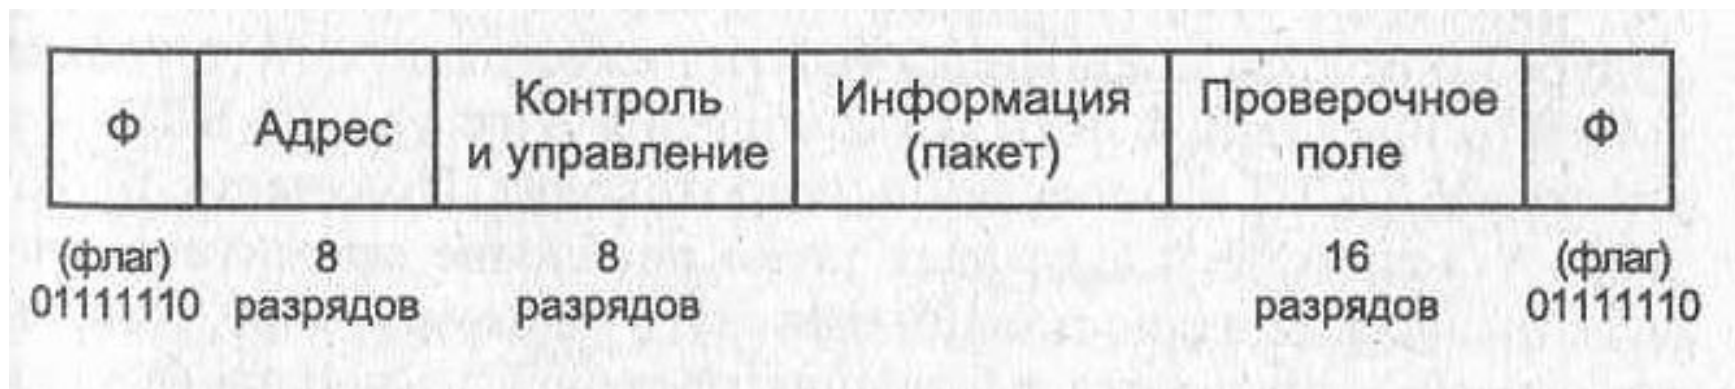 Ф
Адрес
Контроль
и управление
Информация
(пакет)
Проверочное
поле
Ф
(флаг)
01111110
8
разрядов
8
разрядов
16
разрядов
(флаг)
01111110